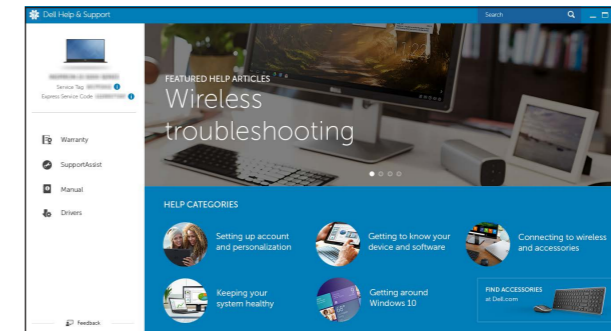 Dell Help & Support
Search
Service Tag:
Express Service Code:
Warranty
SupportAssist
Manual
Drivers
Feedback
FEATURED HELP ARTICLES
Wireless
troubleshooting
HELP CATEGORIES
Setting up account
and personalization
Getting to know your
device and software
Connecting to wireless
and accessories
Keeping your
system healthy
Getting around
Windows 10
FIND ACCESSORIES
at Dell.com